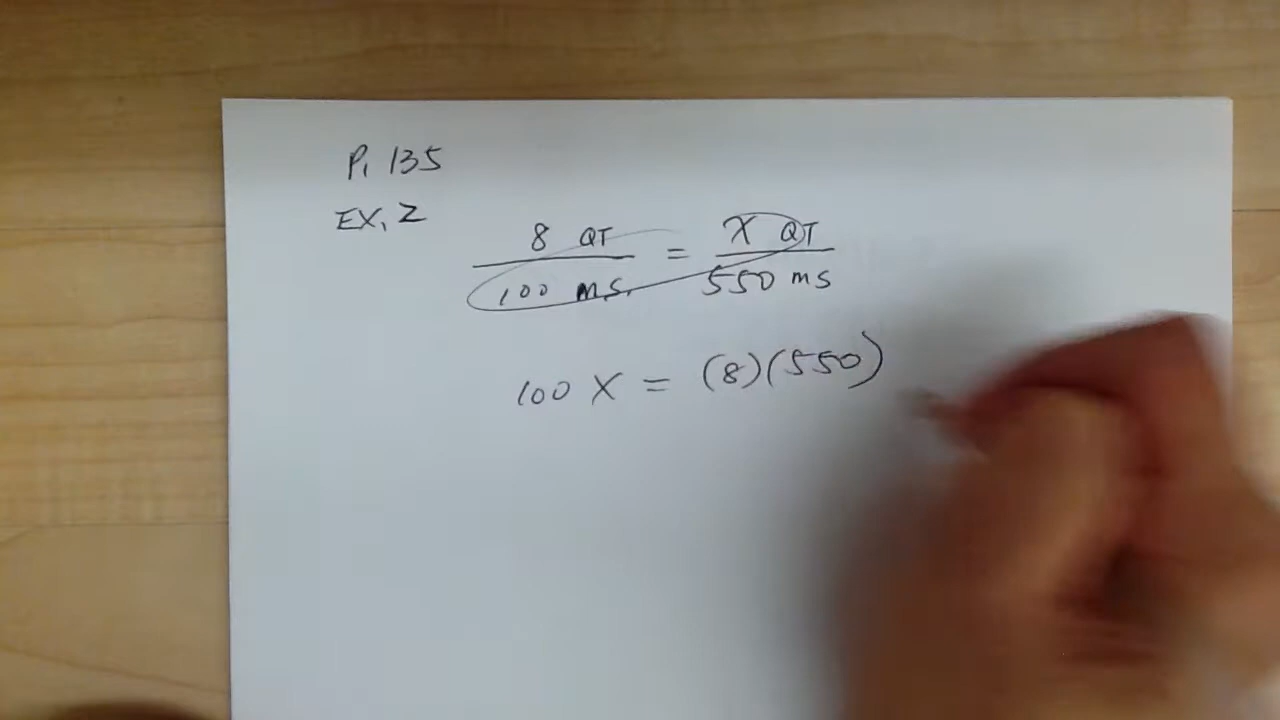 P. 135
EX. 2
8 QT / 100 MS. = X QT / 550 MS
100 X = (8)(550)